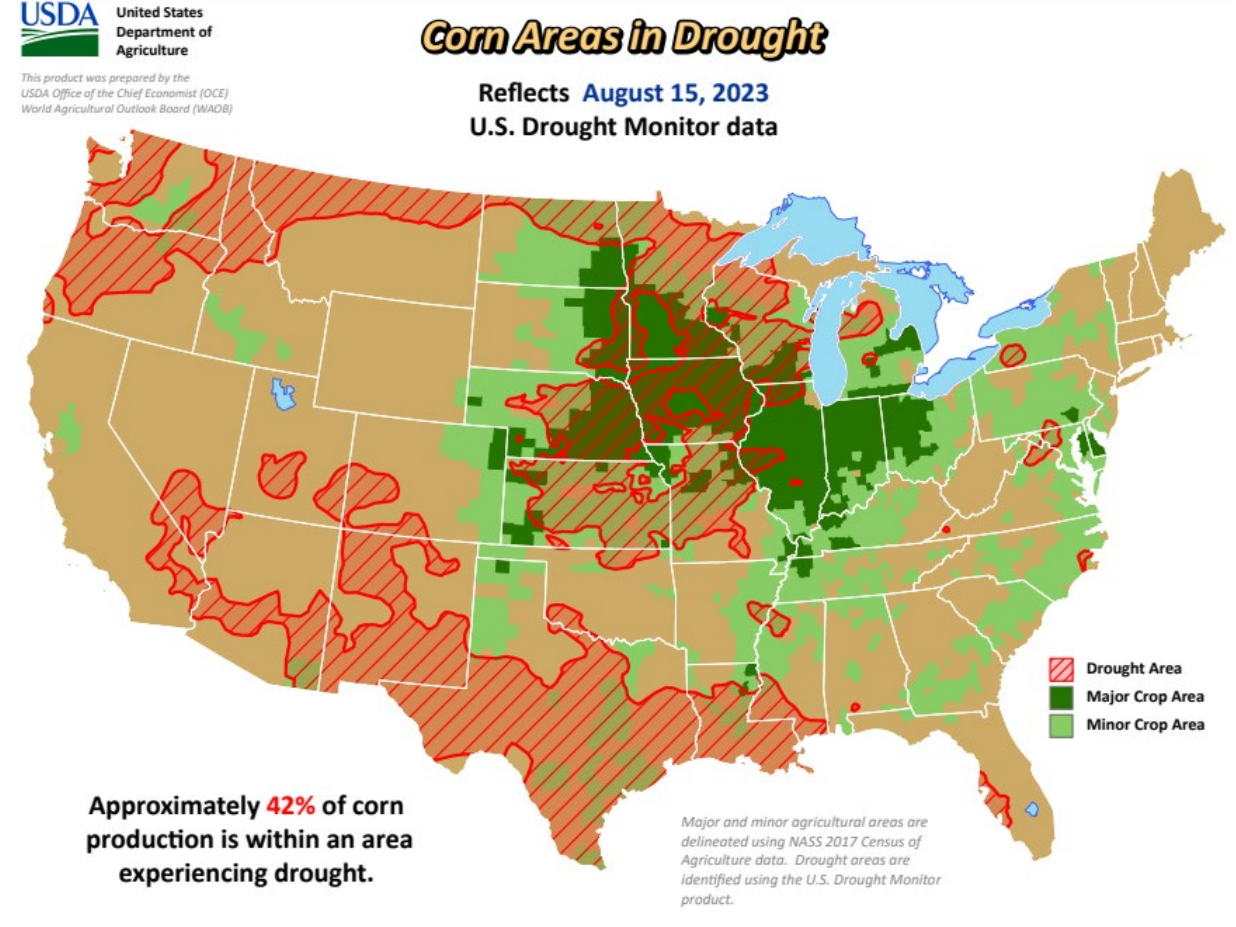 USDA
United States
Department of
Agriculture
This product was prepared by the
USDA Office of the Chief Economist (OCE)
World Agricultural Outlook Board (WAOB)
Corn Areas in Drought
Reflects August 15, 2023
U.S. Drought Monitor data
Drought Area
Major Crop Area
Minor Crop Area
Approximately 42% of corn
production is within an area
experiencing drought.
Major and minor agricultural areas are
delineated using NASS 2017 Census of
Agriculture data. Drought areas are
identified using the U.S. Drought Monitor
product.